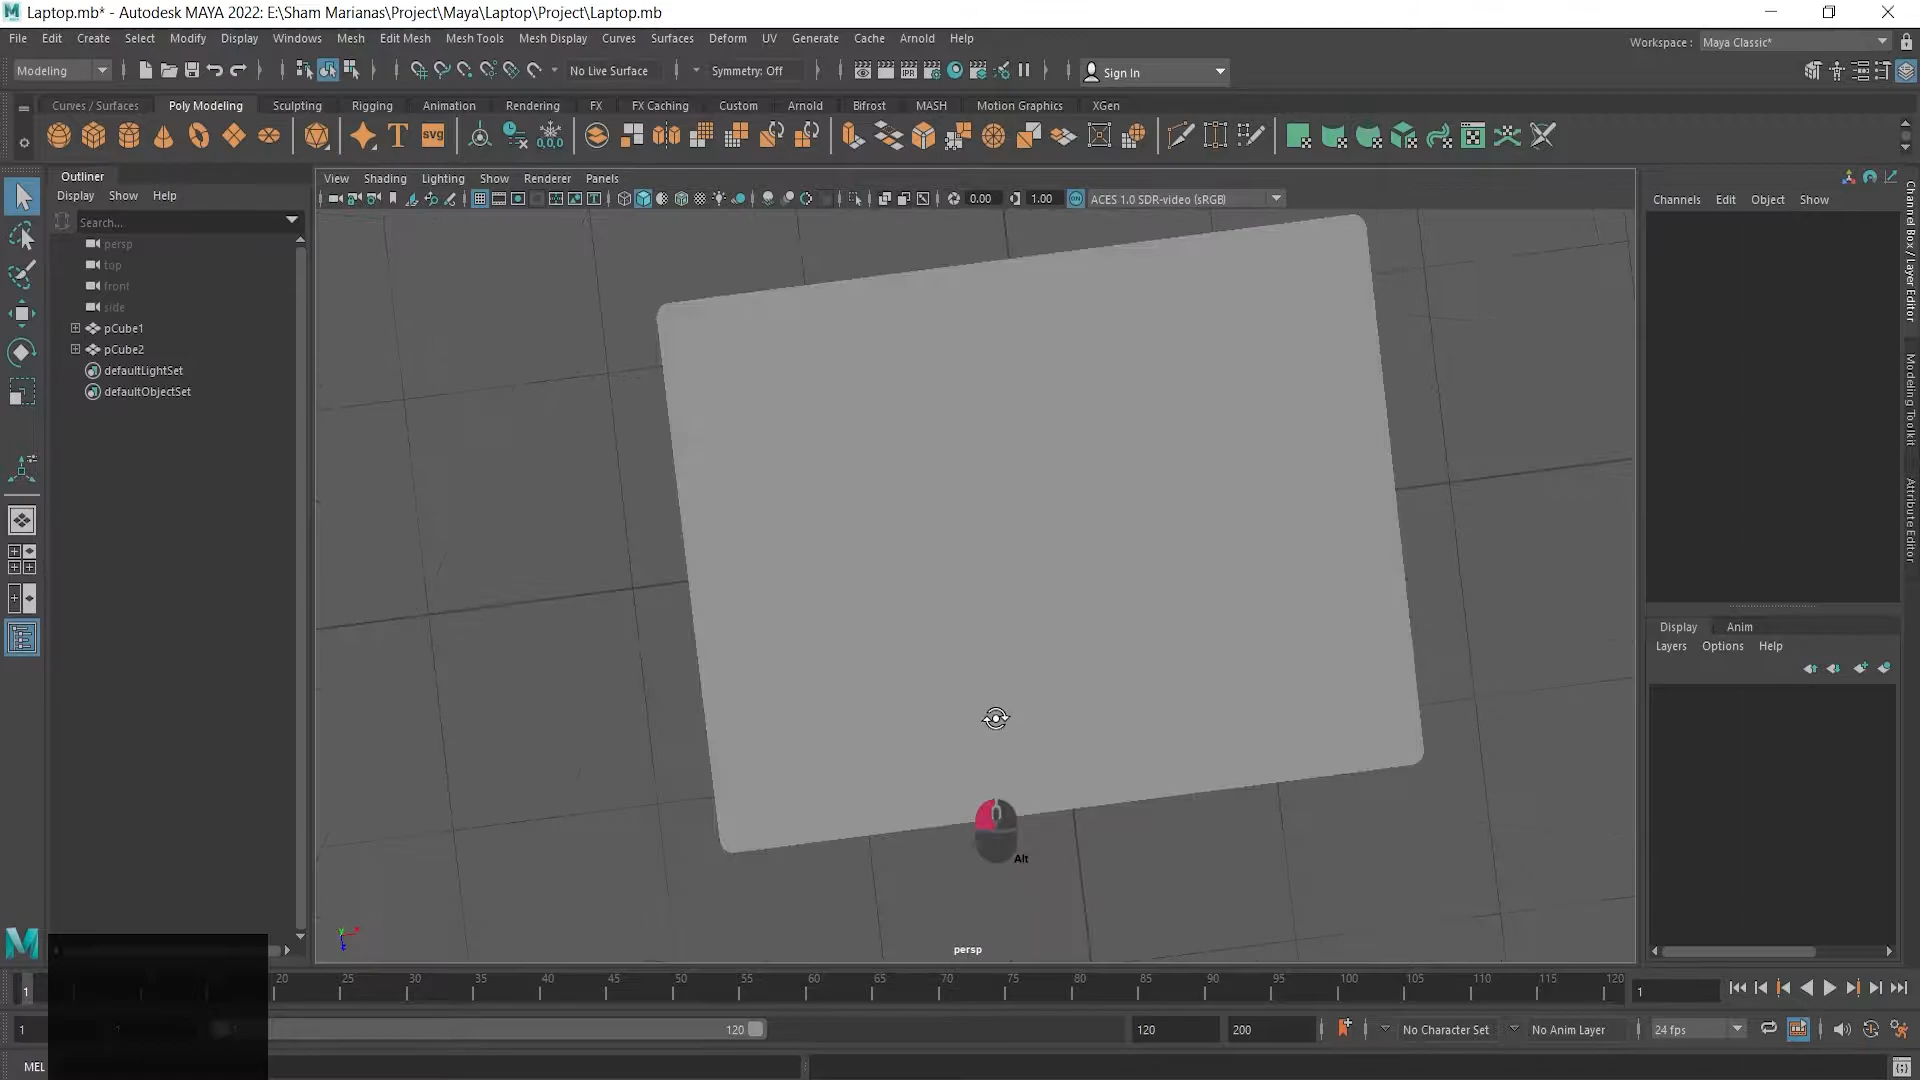 Laptop.mb* - Autodesk MAYA 2022: E:\Sham Marianas\Project\Maya\Laptop\Project\Laptop.mb
File Edit Create Select Modify Display Windows Mesh Edit Mesh Mesh Tools Mesh Display Curves Surfaces Deform UV Generate Cache Arnold Help
Workspace : Maya Classic*
Modeling No Live Surface Symmetry: Off Sign In
Curves / Surfaces Poly Modeling Sculpting Rigging Animation Rendering FX FX Caching Custom Arnold Bifrost MASH Motion Graphics XGen
T svg 0,0,0
Outliner
Display Show Help
Search...
persp
top
front
side
pCube1
pCube2
defaultLightSet
defaultObjectSet
View Shading Lighting Show Renderer Panels
0.00 1.00 ACES 1.0 SDR-video (sRGB)
Alt
persp
Channels Edit Object Show
Channel Box / Layer Editor
Modeling Toolkit
Attribute Editor
Display Anim
Layers Options Help
1 20 25 30 35 40 45 50 55 60 65 70 75 80 85 90 95 100 105 110 115 120 1
1 120 120 200 No Character Set No Anim Layer 24 fps
MEL